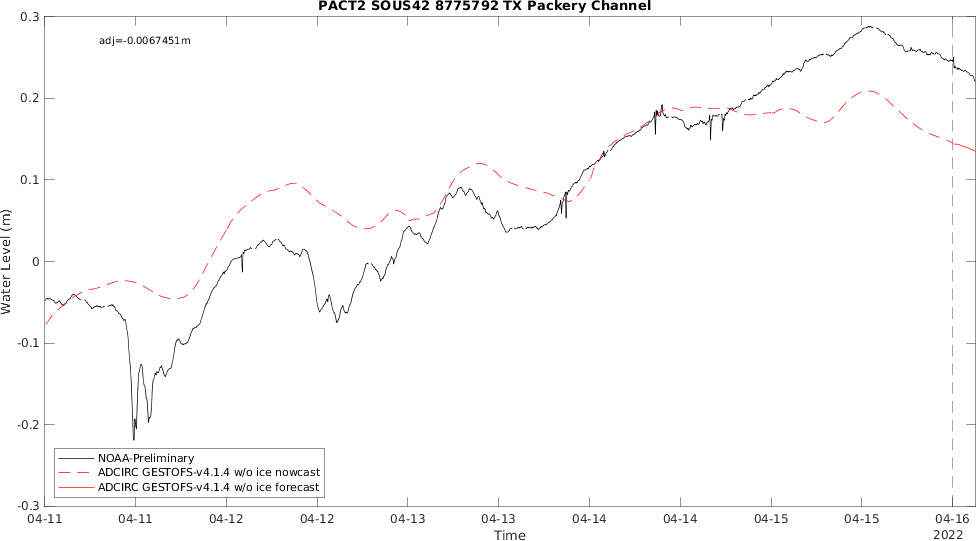 PACT2 SOUS42 8775792 TX Packery Channel
adj=-0.0067451m
0.3
0.2
0.1
0
-0.1
-0.2
-0.3
Water Level (m)
NOAA-Preliminary
ADCIRC GESTOFS-v4.1.4 w/o ice nowcast
ADCIRC GESTOFS-v4.1.4 w/o ice forecast
04-11 04-11 04-12 04-12 04-13 04-13 04-14 04-14 04-15 04-15 04-16
Time
2022